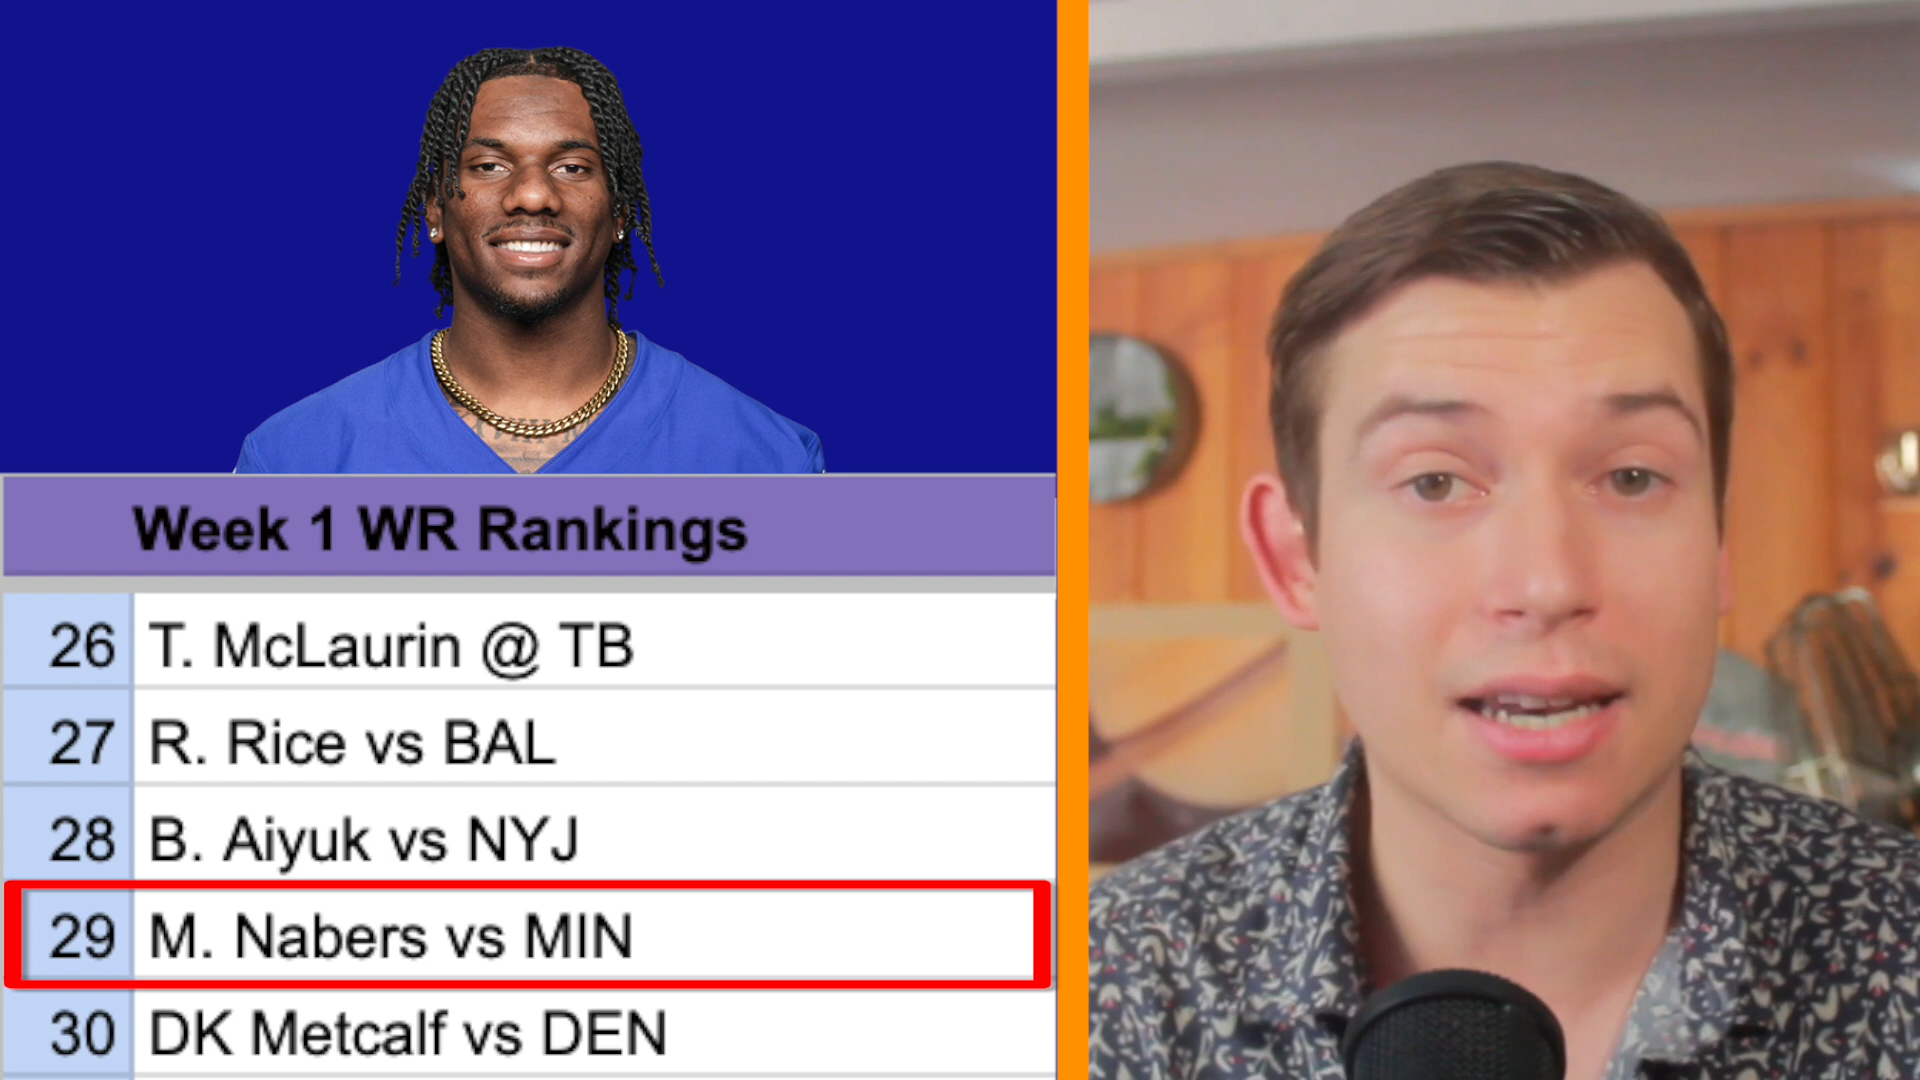 Week 1 WR Rankings
26 T. McLaurin @ TB
27 R. Rice vs BAL
28 B. Aiyuk vs NYJ
29 M. Nabers vs MIN
30 DK Metcalf vs DEN